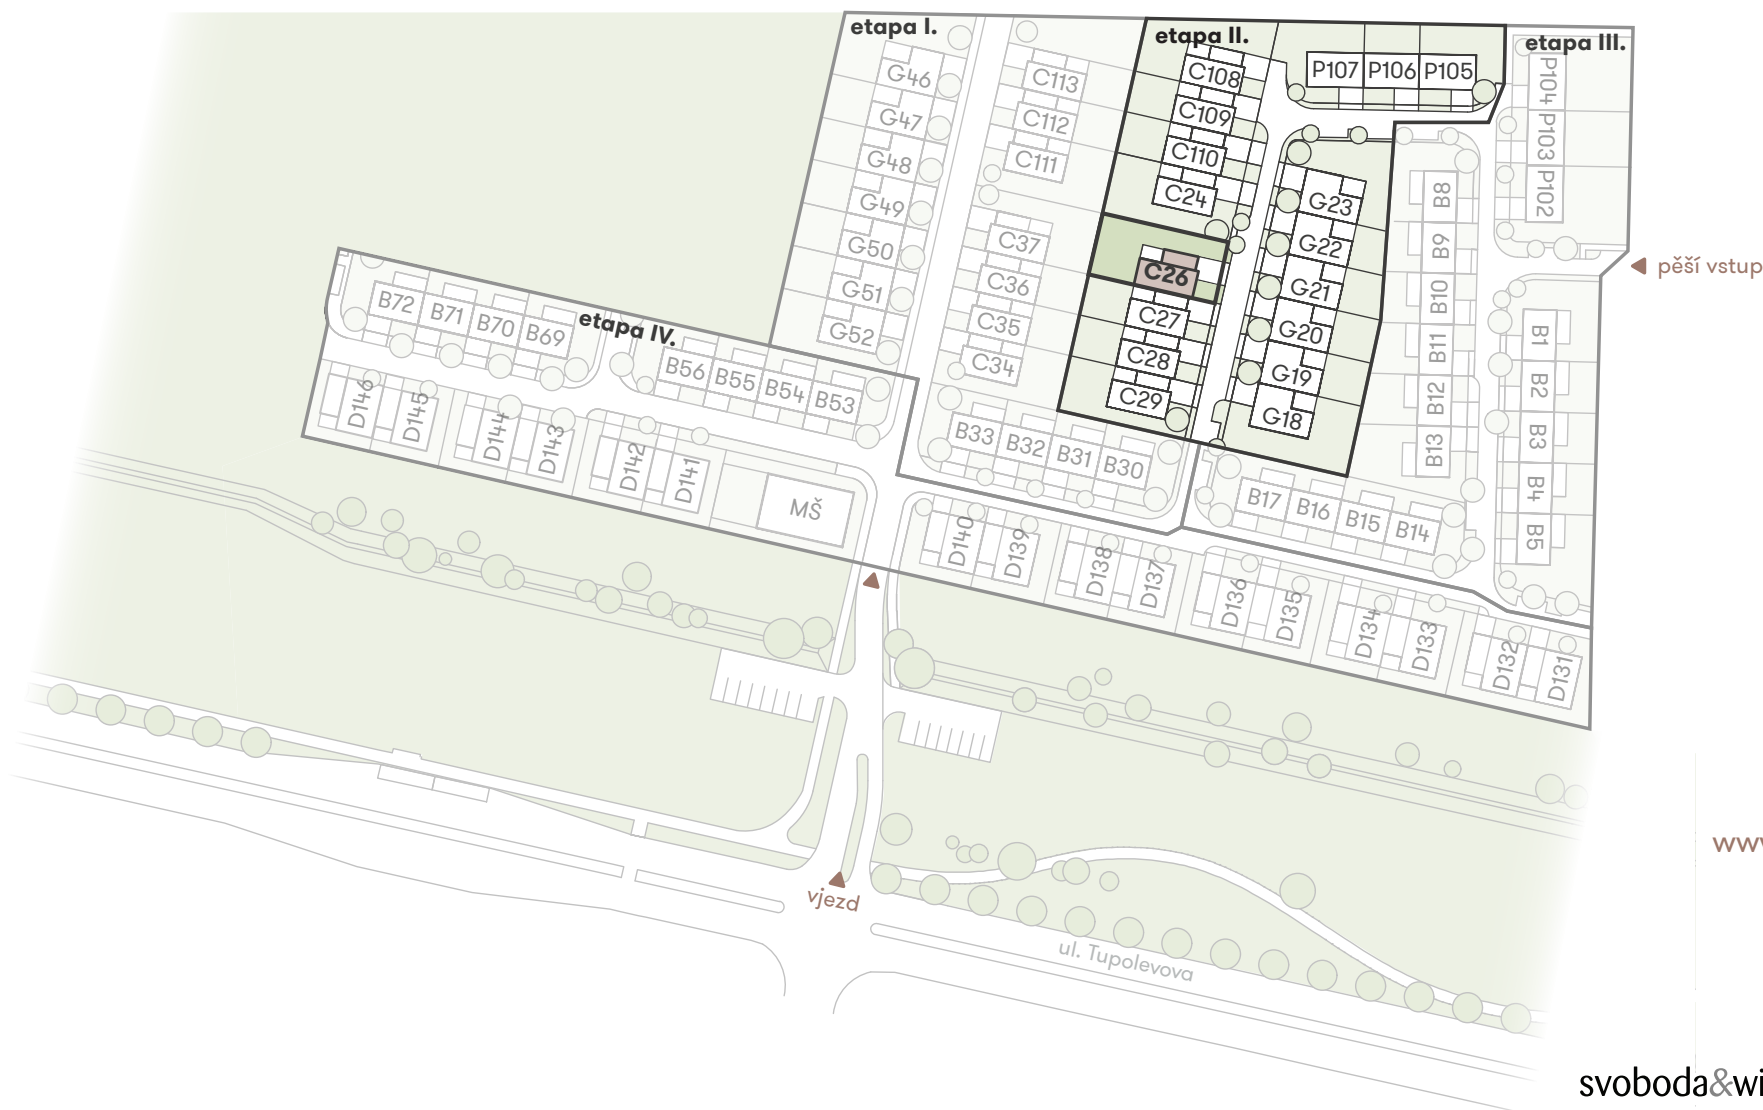 etapa I.
etapa II.
etapa III.
G46
G47
G48
G49
G50
G51
G52
C113
C112
C111
C37
C36
C35
C34
B33
B32
B31
B30
C108
C109
C110
C24
C26
C27
C28
C29
P107
P106
P105
G23
G22
G21
G20
G19
G18
P104
P103
P102
B8
B9
B10
B11
B12
B13
B1
B2
B3
B4
B5
B17
B16
B15
B14
pěší vstup
etapa IV.
B72
B71
B70
B69
B56
B55
B54
B53
D146
D145
D144
D143
D142
D141
MŠ
D140
D139
D138
D137
D136
D135
D134
D133
D132
D131
vjezd
ul. Tupolevova
svoboda&wi